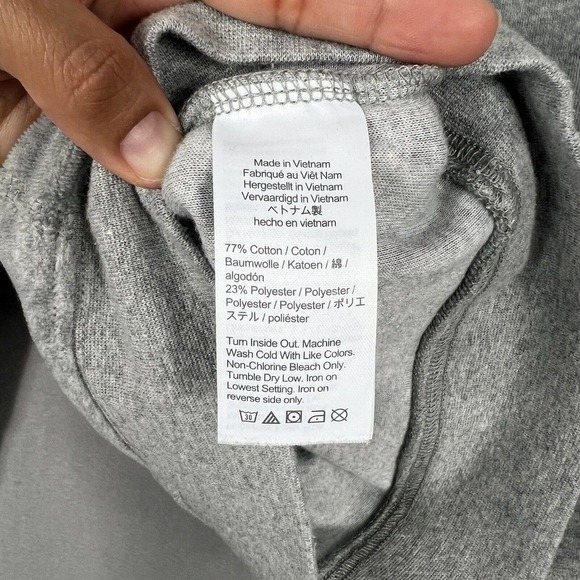 Made in Vietnam
Fabriqué au Viêt Nam
Hergestellt in Vietnam
Vervaardigd in Vietnam
ベトナム製
hecho en vietnam
77% Cotton / Coton /
Baumwolle / Katoen / 綿 /
algodón
23% Polyester / Polyester /
Polyester / Polyester / ポリエ
ステル / poliéster
Turn Inside Out. Machine
Wash Cold With Like Colors.
Non-Chlorine Bleach Only.
Tumble Dry Low. Iron on
Lowest Setting. Iron on
reverse side only.
30